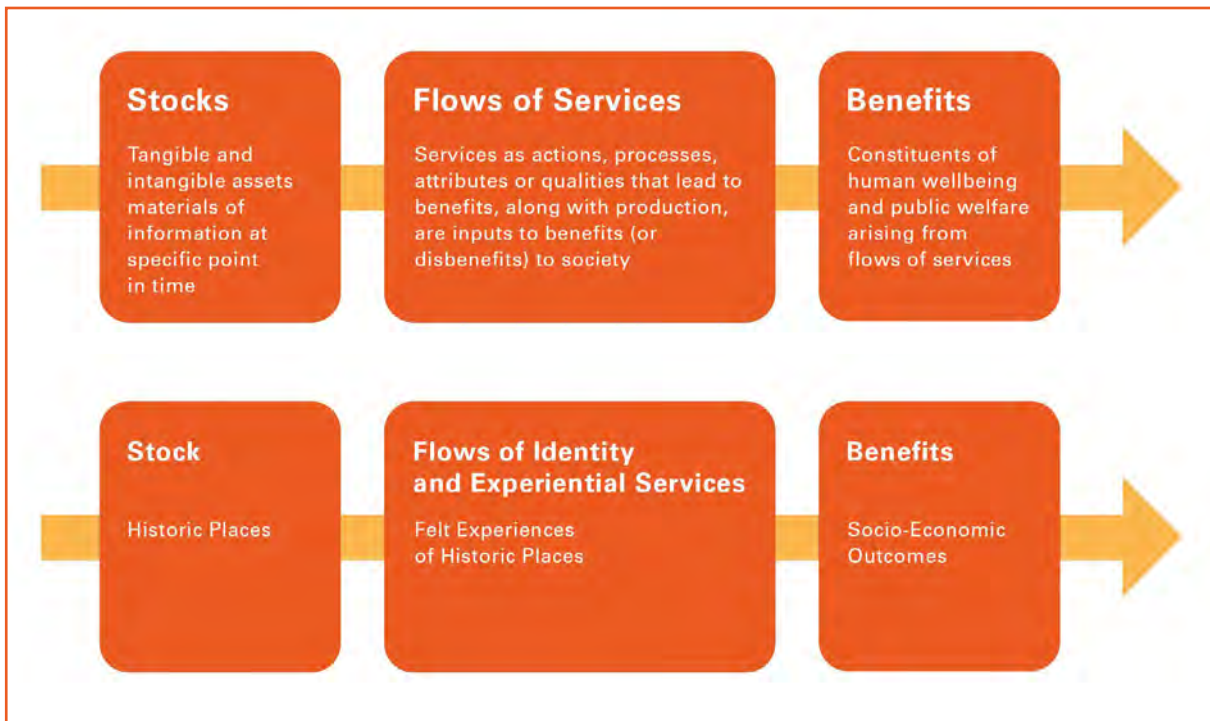 Stocks
Tangible and
intangible assets
materials of
information at
specific point
in time
Flows of Services
Services as actions, processes,
attributes or qualities that lead to
benefits, along with production,
are inputs to benefits (or
disbenefits) to society
Benefits
Constituents of
human wellbeing
and public welfare
arising from
flows of services
Stock
Historic Places
Flows of Identity
and Experiential Services
Felt Experiences
of Historic Places
Benefits
Socio-Economic
Outcomes